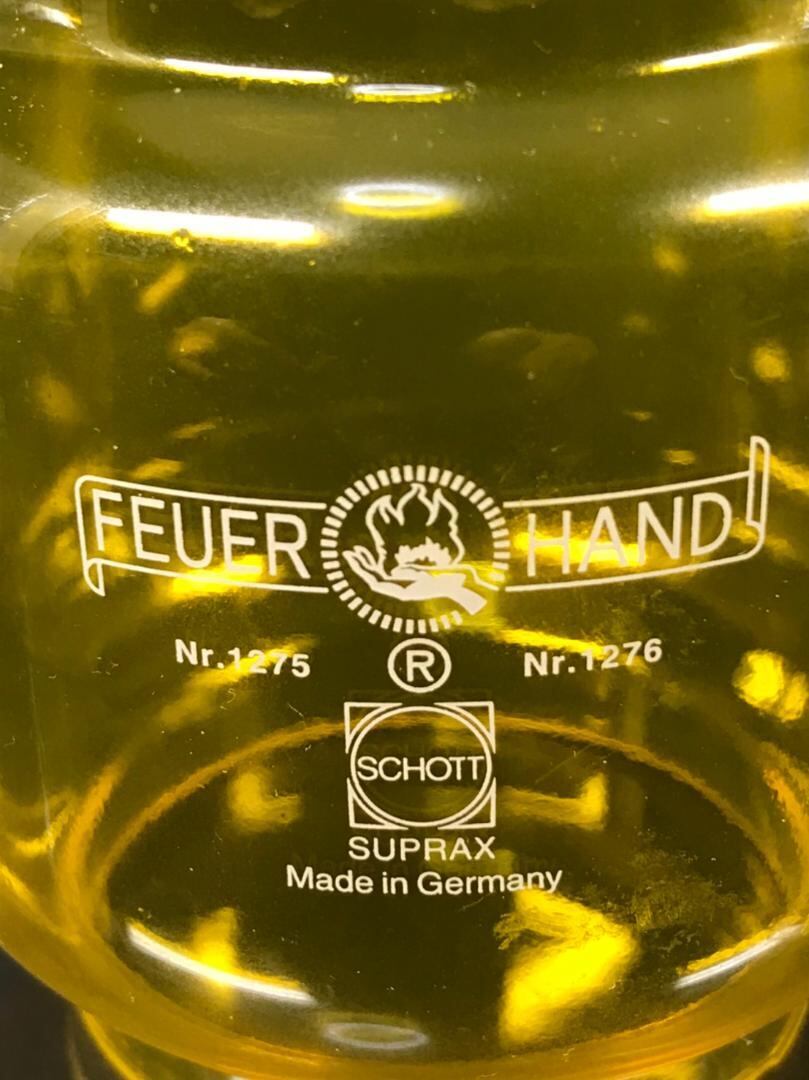 FEUER HAND
Nr.1275 ® Nr.1276
SCHOTT
SUPRAX
Made in Germany